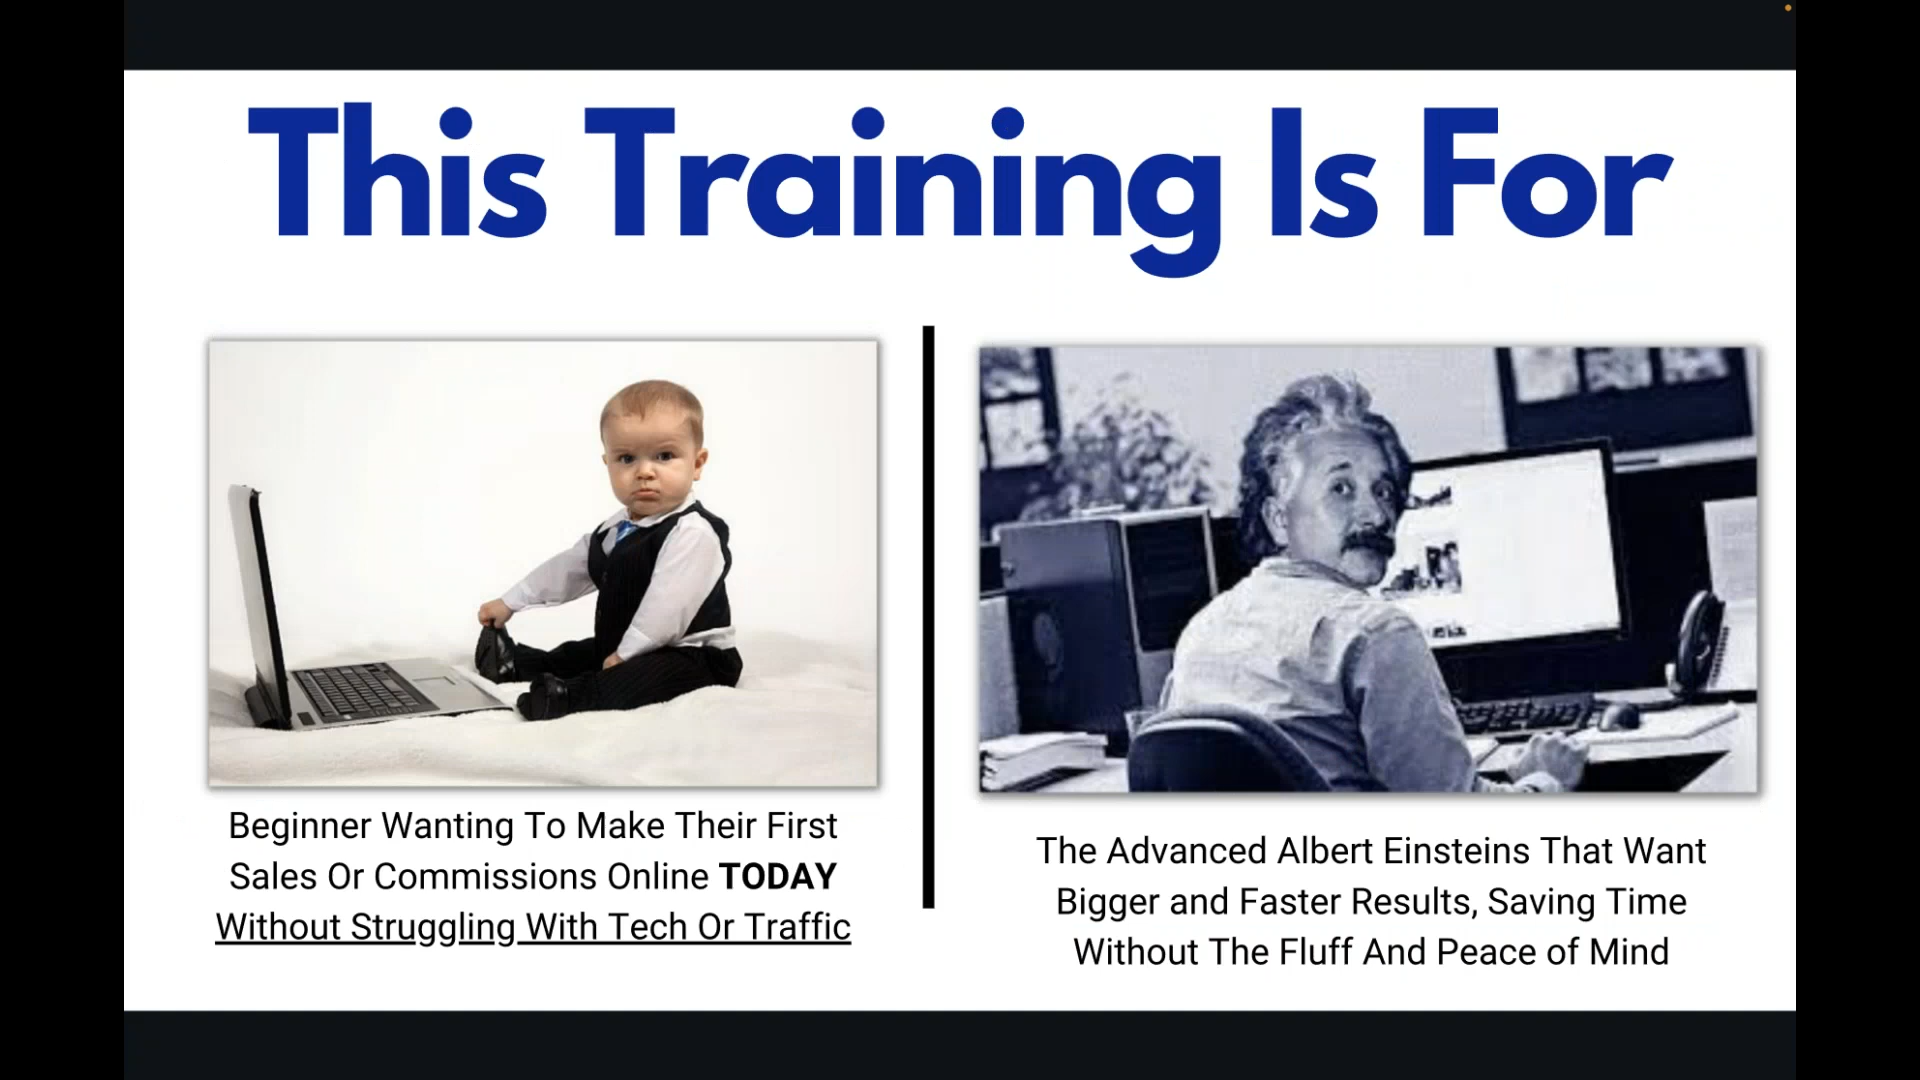 This Training Is For
Beginner Wanting To Make Their First
Sales Or Commissions Online TODAY
Without Struggling With Tech Or Traffic
The Advanced Albert Einsteins That Want
Bigger and Faster Results, Saving Time
Without The Fluff And Peace of Mind